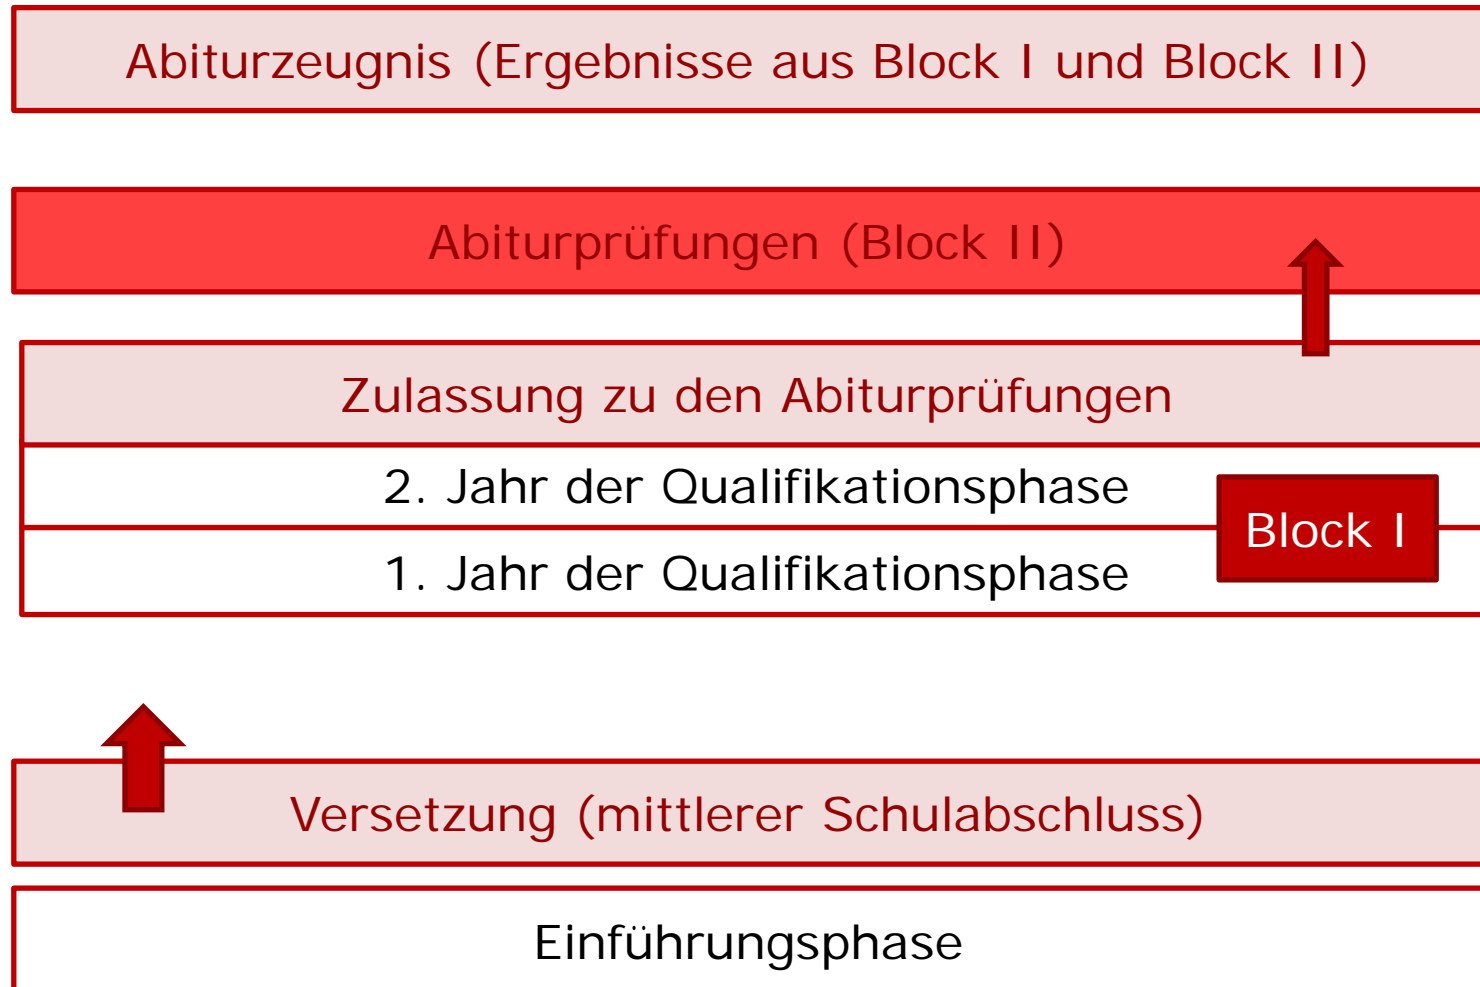 Abiturzeugnis (Ergebnisse aus Block I und Block II)
Abiturprüfungen (Block II)
Zulassung zu den Abiturprüfungen
2. Jahr der Qualifikationsphase
Block I
1. Jahr der Qualifikationsphase
Versetzung (mittlerer Schulabschluss)
Einführungsphase